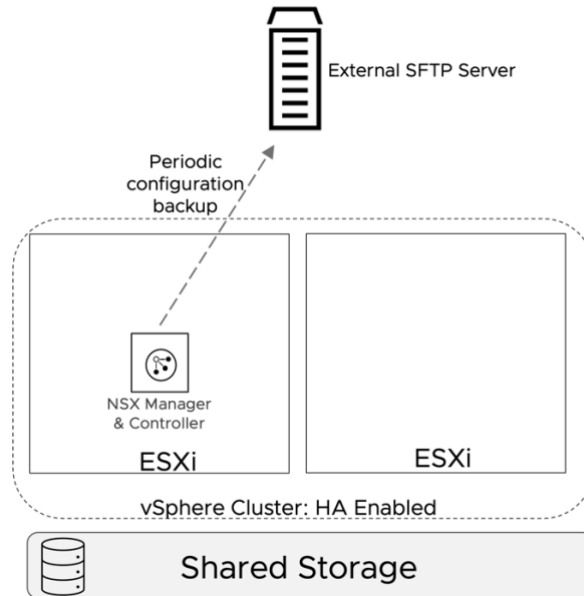 External SFTP Server
Periodic
configuration
backup
NSX Manager
& Controller
ESXi
ESXi
vSphere Cluster: HA Enabled
Shared Storage